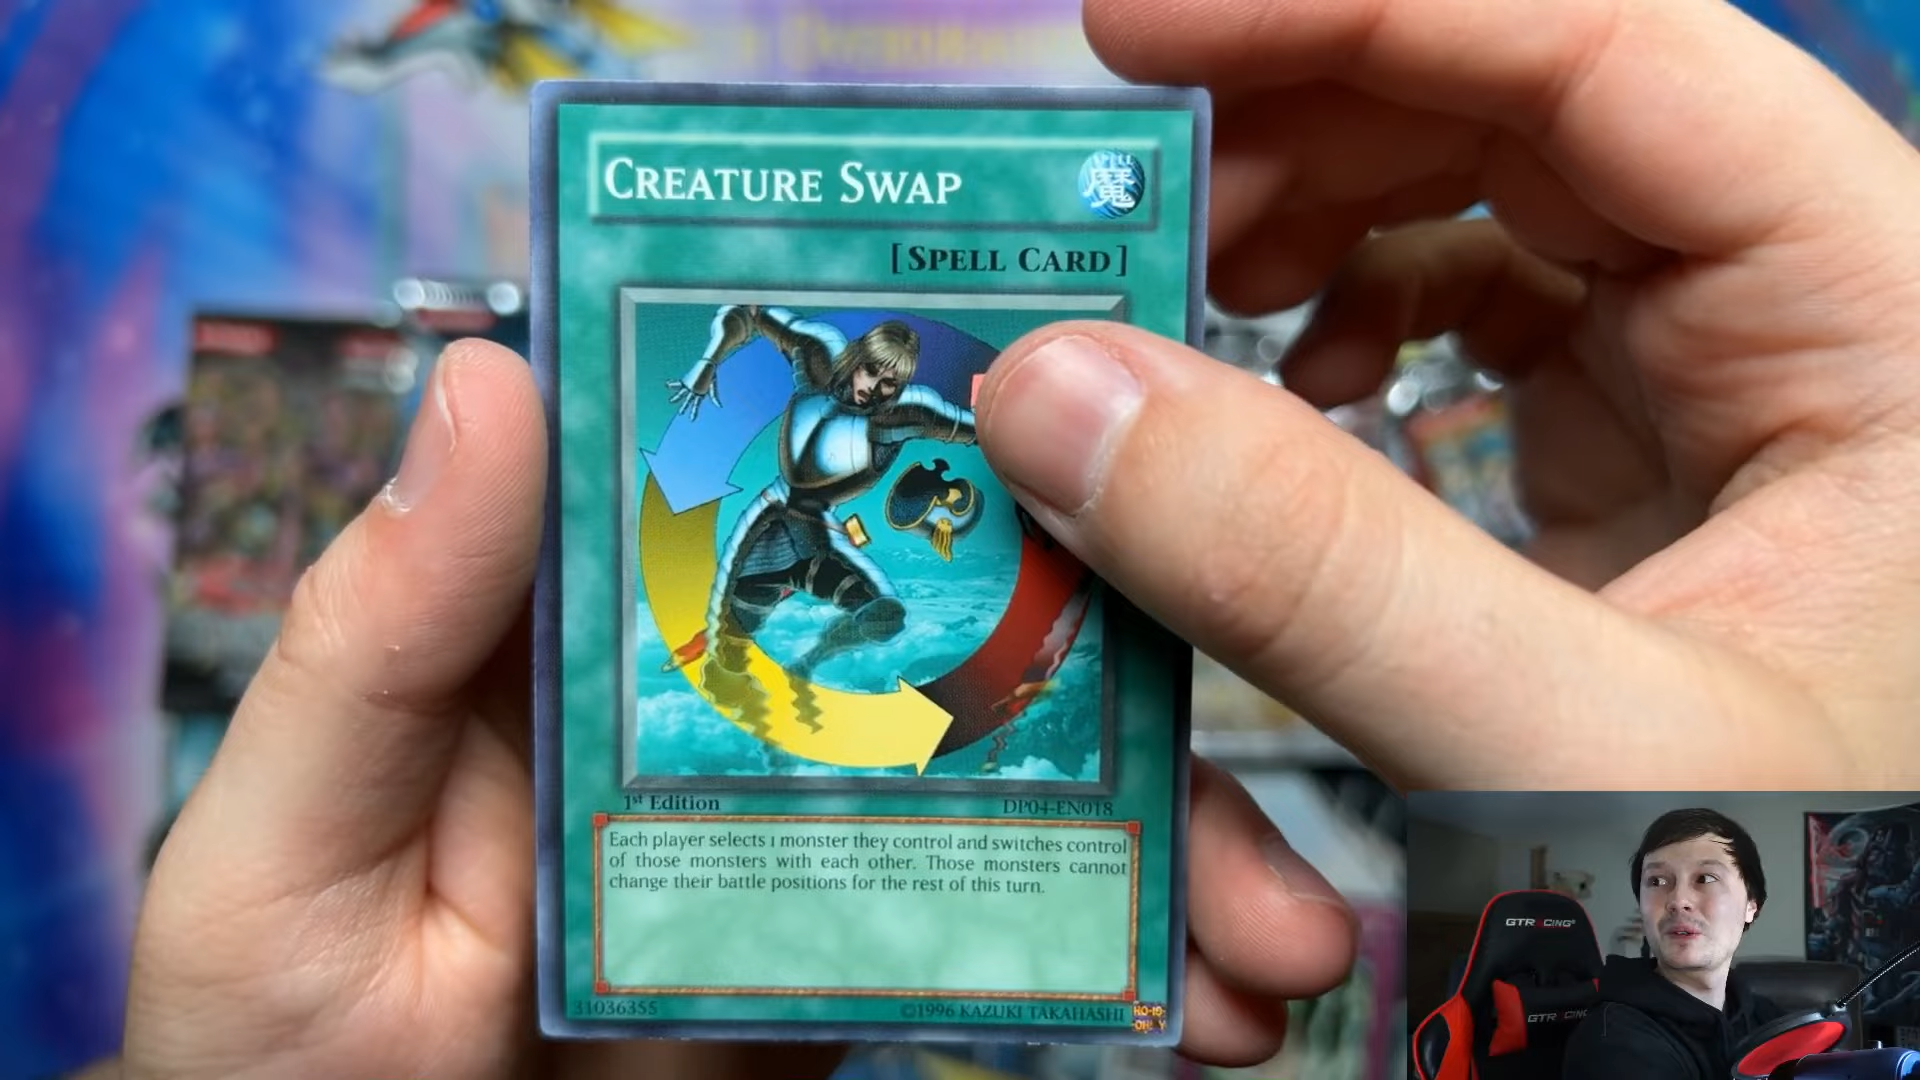 CREATURE SWAP
魔
[SPELL CARD]
1st Edition
DP04-EN018
Each player selects 1 monster they control and switches control
of those monsters with each other. Those monsters cannot
change their battle positions for the rest of this turn.
31036355
©1996 KAZUKI TAKAHASHI
GTRACING
GTRACING